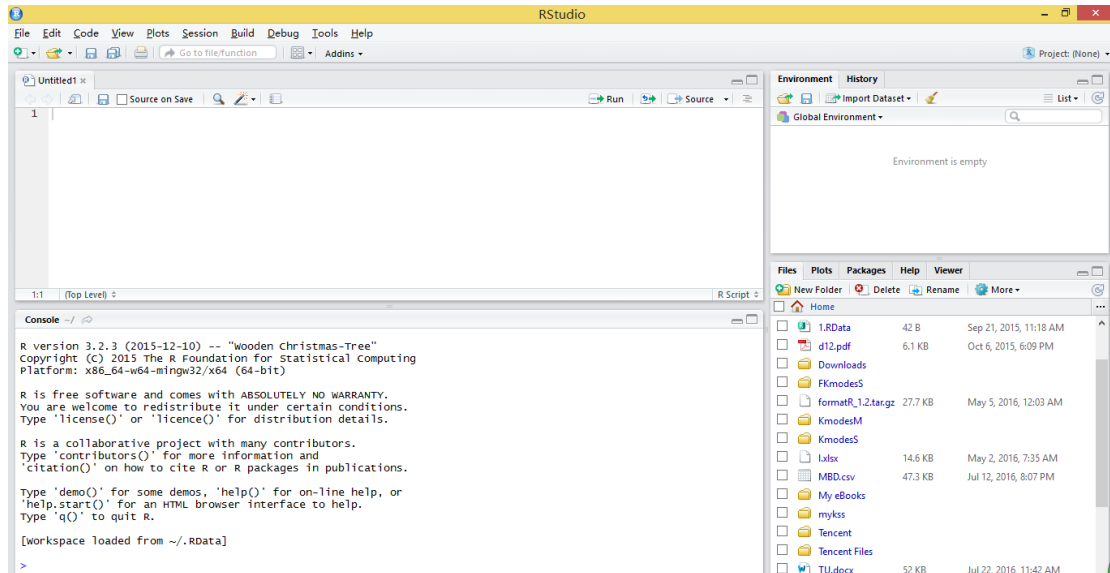 RStudio
File Edit Code View Plots Session Build Debug Tools Help
Go to file/function Addins Project: (None)
Untitled1
Source on Save Run Source
1
1:1 (Top Level) R Script
Console ~/
R version 3.2.3 (2015-12-10) -- "Wooden Christmas-Tree"
Copyright (C) 2015 The R Foundation for Statistical Computing
Platform: x86_64-w64-mingw32/x64 (64-bit)
R is free software and comes with ABSOLUTELY NO WARRANTY.
You are welcome to redistribute it under certain conditions.
Type 'license()' or 'licence()' for distribution details.
R is a collaborative project with many contributors.
Type 'contributors()' for more information and
'citation()' on how to cite R or R packages in publications.
Type 'demo()' for some demos, 'help()' for on-line help, or
'help.start()' for an HTML browser interface to help.
Type 'q()' to quit R.
[Workspace loaded from ~/.RData]
>
Environment History
Import Dataset List
Global Environment
Environment is empty
Files Plots Packages Help Viewer
New Folder Delete Rename More
Home ...
1.RData 42 B Sep 21, 2015, 11:18 AM
d12.pdf 6.1 KB Oct 6, 2015, 6:09 PM
Downloads
FKmodesS
formatR_1.2.tar.gz 27.7 KB May 5, 2016, 12:03 AM
KmodesM
KmodesS
l.xlsx 14.6 KB May 2, 2016, 7:35 AM
MBD.csv 47.3 KB Jul 12, 2016, 8:07 PM
My eBooks
mykss
Tencent
Tencent Files
TU.docx 52 KB Jul 22, 2016, 11:42 AM